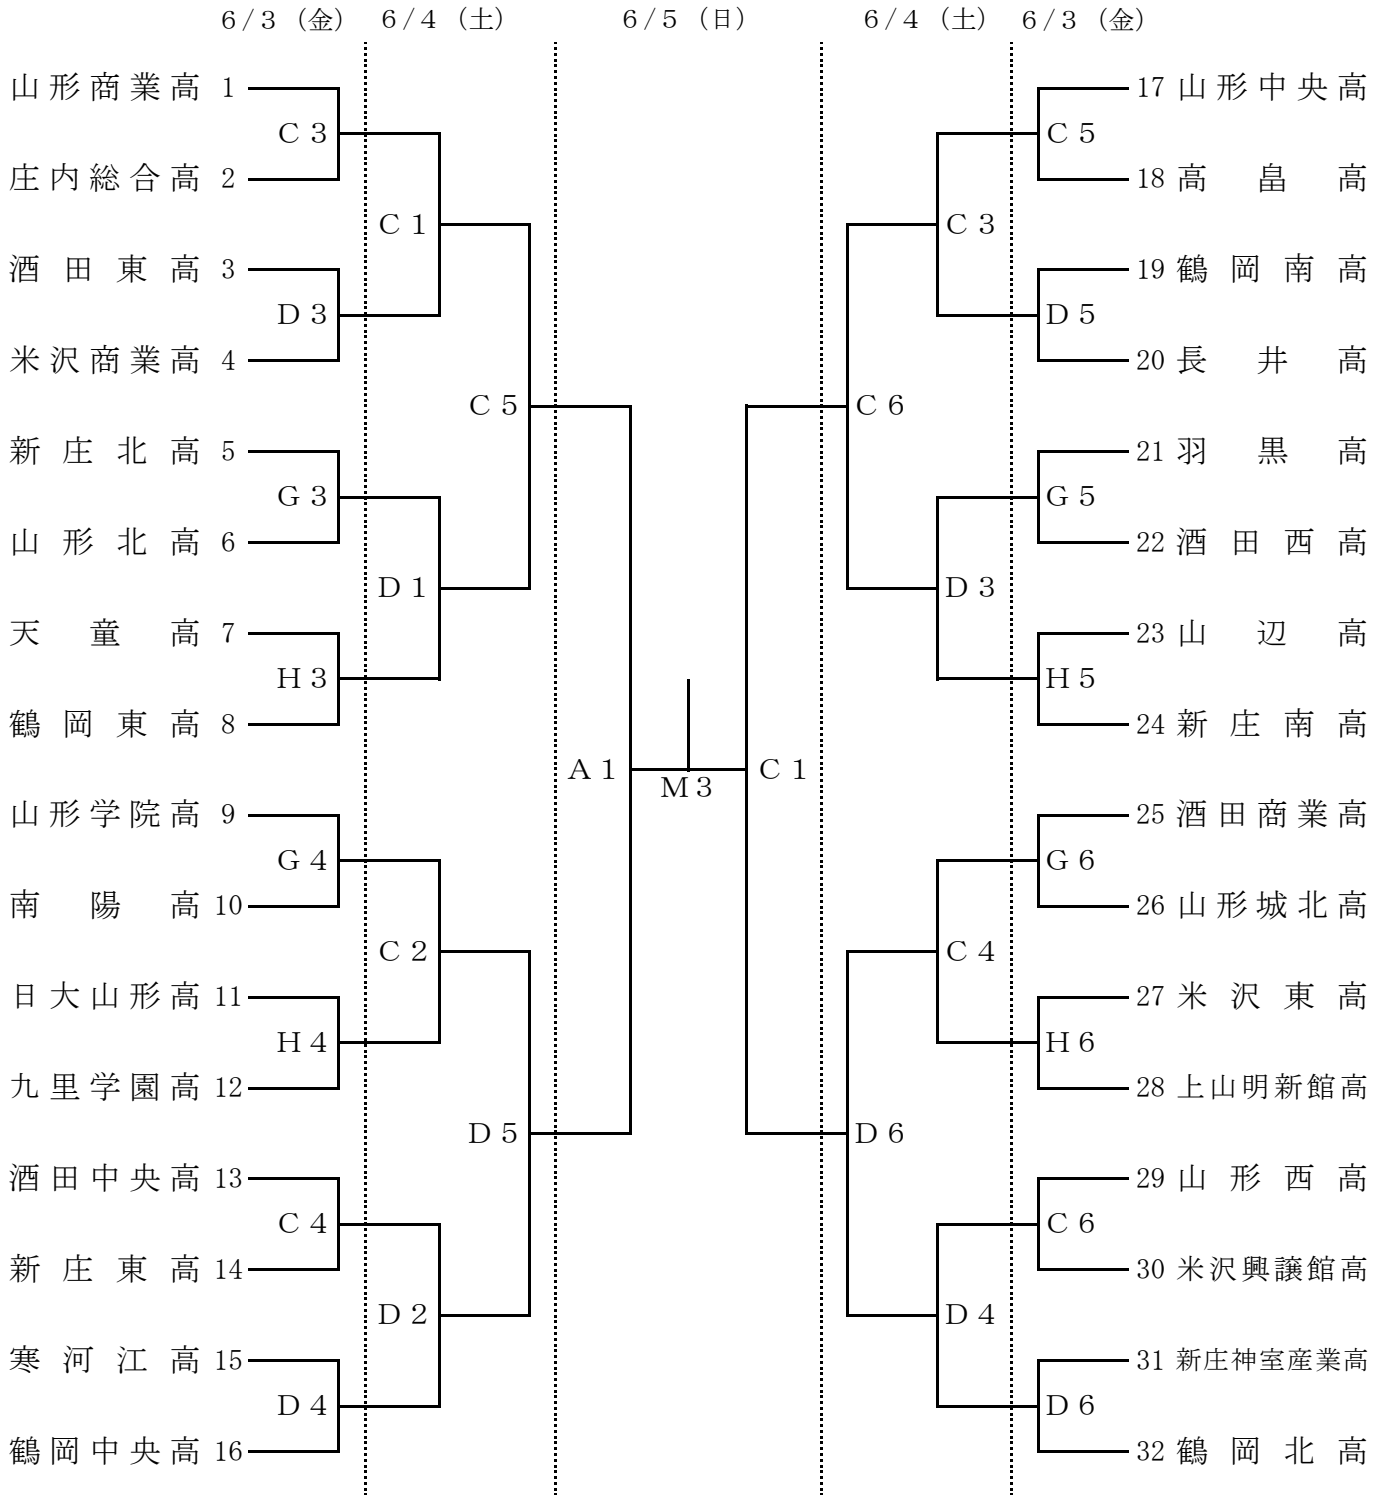 6/3（金） 6/4（土） 6/5（日） 6/4（土） 6/3（金）
山形商業高 1 17 山形中央高
C3 C5
庄内総合高 2 18 高畠高
C1 C3
酒田東高 3 19 鶴岡南高
D3 D5
米沢商業高 4 20 長井高
C5 C6
新庄北高 5 21 羽黒高
G3 G5
山形北高 6 22 酒田西高
D1 D3
天童高 7 23 山辺高
H3 H5
鶴岡東高 8 24 新庄南高
A1 C1
M3
山形学院高 9 25 酒田商業高
G4 G6
南陽高 10 26 山形城北高
C2 C4
日大山形高 11 27 米沢東高
H4 H6
九里学園高 12 28 上山明新館高
D5 D6
酒田中央高 13 29 山形西高
C4 C6
新庄東高 14 30 米沢興譲館高
D2 D4
寒河江高 15 31 新庄神室産業高
D4 D6
鶴岡中央高 16 32 鶴岡北高